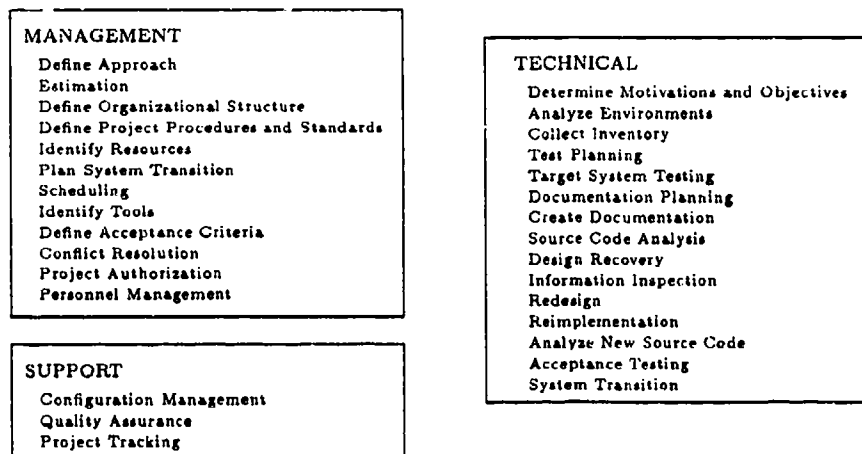 MANAGEMENT
Define Approach
Estimation
Define Organizational Structure
Define Project Procedures and Standards
Identify Resources
Plan System Transition
Scheduling
Identify Tools
Define Acceptance Criteria
Conflict Resolution
Project Authorization
Personnel Management
SUPPORT
Configuration Management
Quality Assurance
Project Tracking
TECHNICAL
Determine Motivations and Objectives
Analyze Environments
Collect Inventory
Test Planning
Target System Testing
Documentation Planning
Create Documentation
Source Code Analysis
Design Recovery
Information Inspection
Redesign
Reimplementation
Analyze New Source Code
Acceptance Testing
System Transition